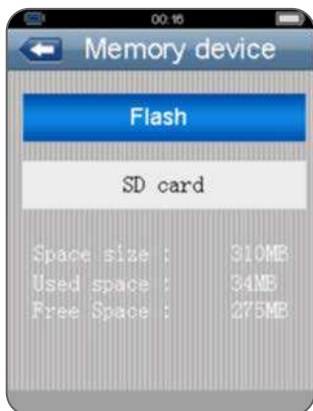 00:16
Memory device
Flash
SD card
Space size : 310MB
Used space : 34MB
Free Space : 275MB